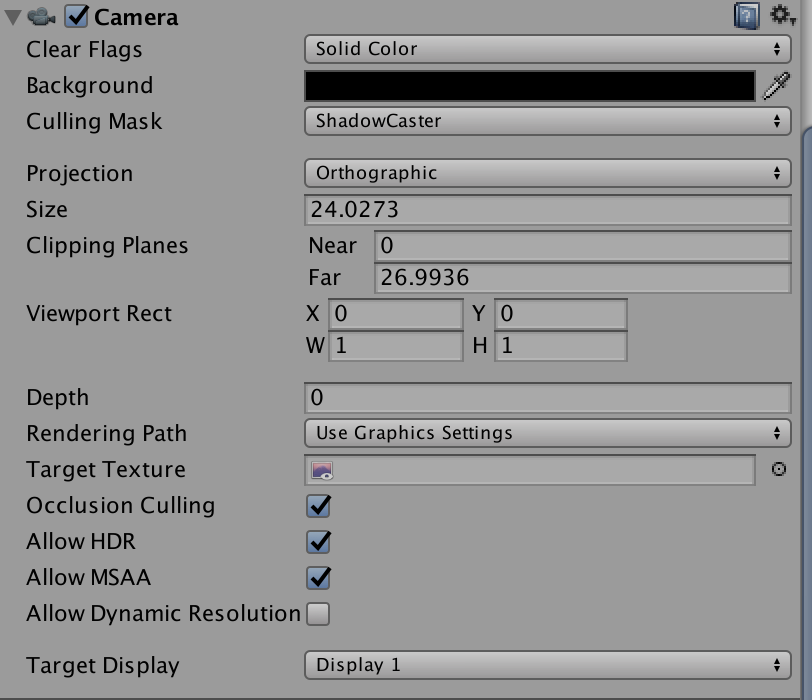 Camera
Clear Flags Solid Color
Background
Culling Mask ShadowCaster
Projection Orthographic
Size 24.0273
Clipping Planes Near 0
Far 26.9936
Viewport Rect X 0 Y 0
W 1 H 1
Depth 0
Rendering Path Use Graphics Settings
Target Texture
Occlusion Culling
Allow HDR
Allow MSAA
Allow Dynamic Resolution
Target Display Display 1